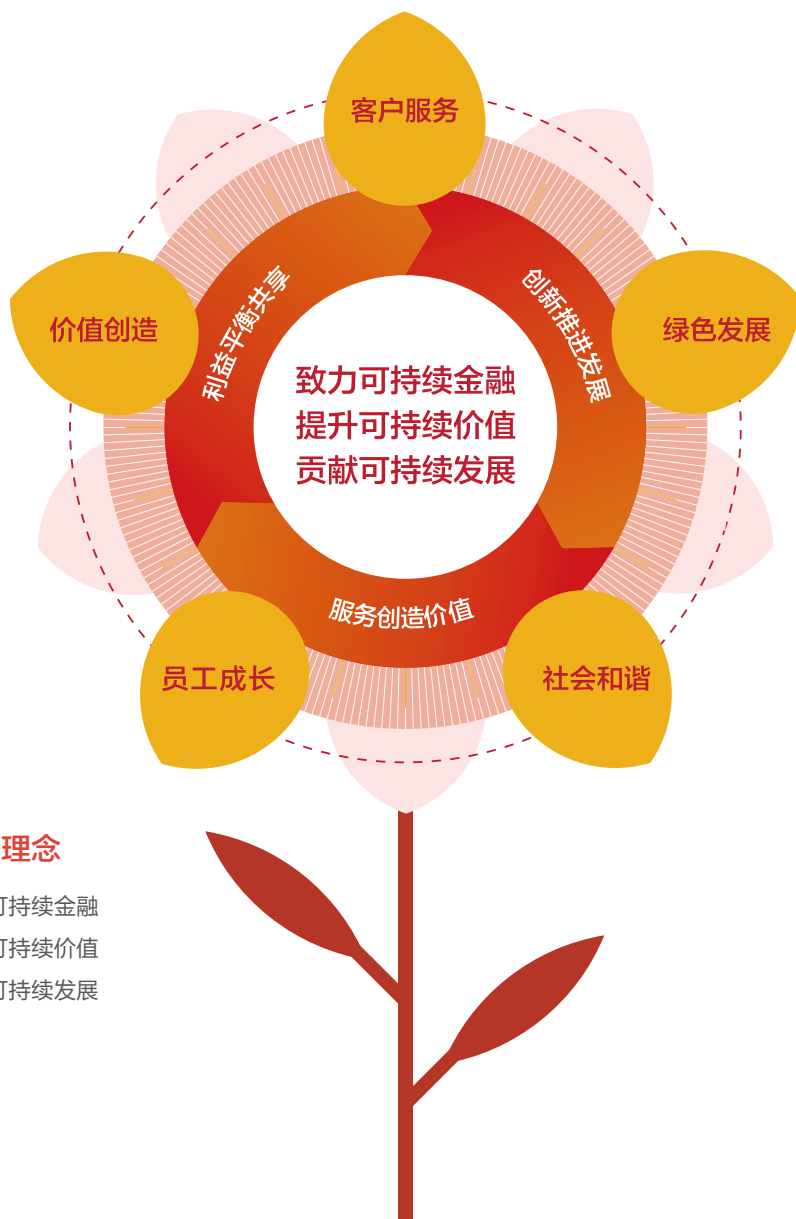 客户服务
价值创造
绿色发展
利益平衡共享
创新推进发展
致力可持续金融
提升可持续价值
贡献可持续发展
服务创造价值
员工成长
社会和谐
理念
可持续金融
可持续价值
可持续发展